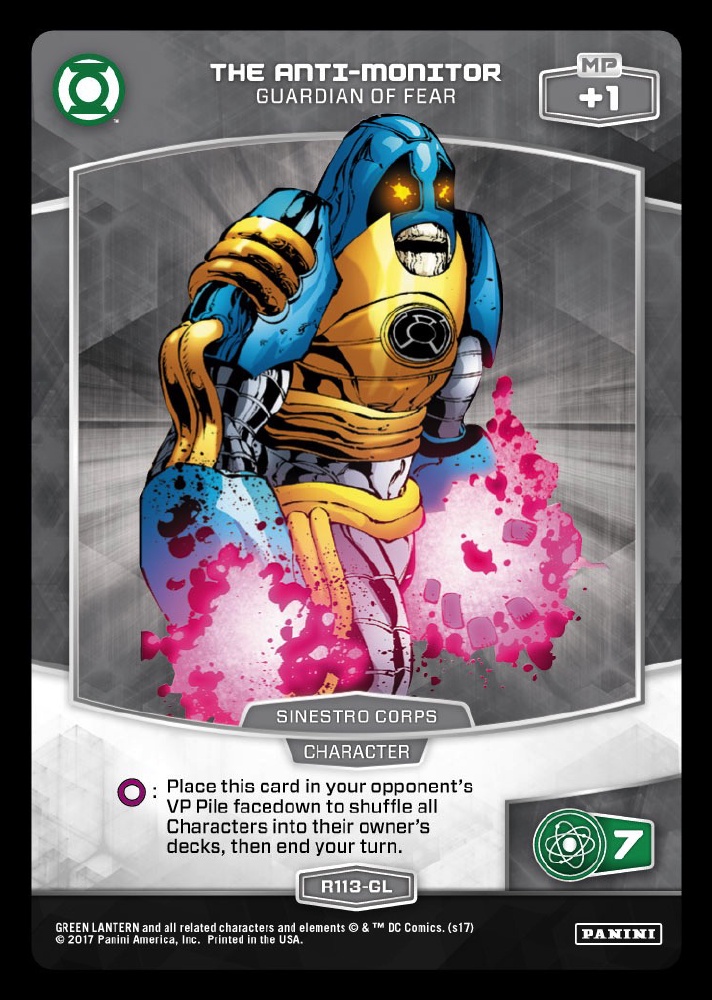 THE ANTI-MONITOR
GUARDIAN OF FEAR
MP
+1
SINESTRO CORPS
CHARACTER
: Place this card in your opponent's
VP Pile facedown to shuffle all
Characters into their owner's
decks, then end your turn.
7
R113-GL
GREEN LANTERN and all related characters and elements © & ™ DC Comics. (s17)
© 2017 Panini America, Inc. Printed in the USA.
PANINI